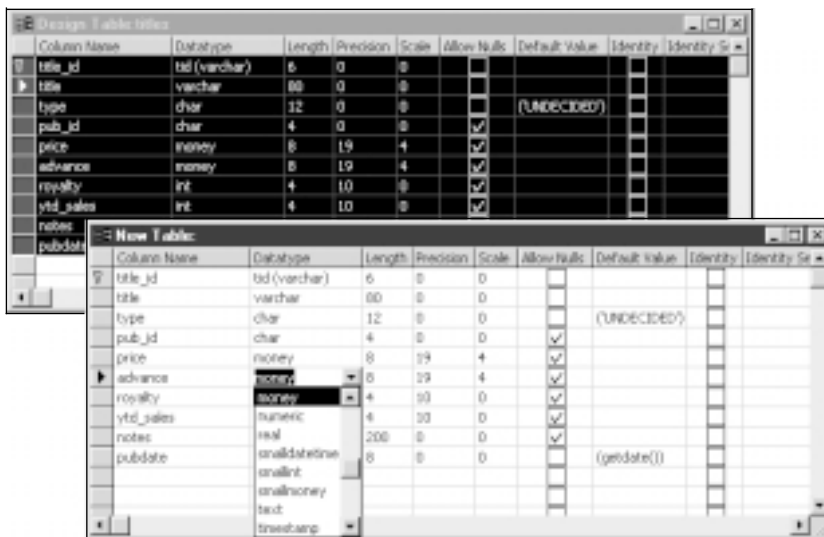 Design Table:titles
Column Name Datatype Length Precision Scale Allow Nulls Default Value Identity Identity S
title_id tid (varchar) 6 0 0
title varchar 80 0 0
type char 12 0 0 ('UNDECIDED')
pub_id char 4 0 0
price money 8 19 4
advance money 8 19 4
royalty int 4 10 0
ytd_sales int 4 10 0
notes
pubdate
New Table:
Column Name Datatype Length Precision Scale Allow Nulls Default Value Identity Identity Se
title_id tid (varchar) 6 0 0
title varchar 80 0 0
type char 12 0 0 ('UNDECIDED')
pub_id char 4 0 0
price money 8 19 4
advance money 8 19 4
royalty money 4 10 0
ytd_sales numeric 4 10 0
notes real 200 0 0
pubdate smalldatetime 8 0 0 (getdate())
smallint
smallmoney
text
timestamp